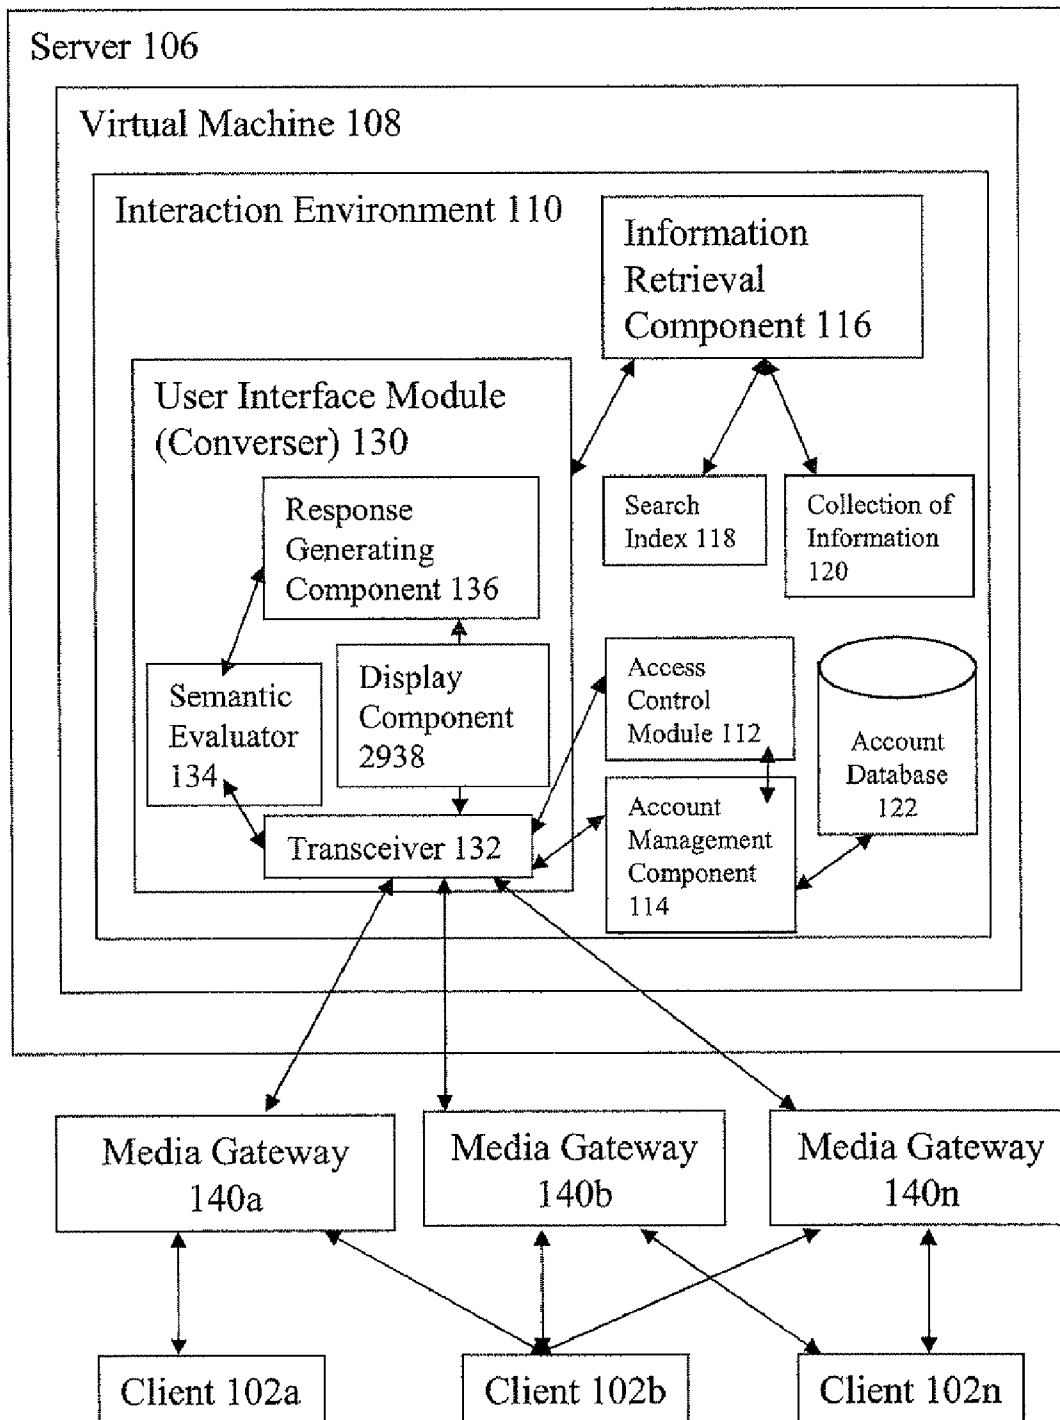 Server 106
Virtual Machine 108
Interaction Environment 110
Information
Retrieval
Component 116
User Interface Module
(Converser) 130
Response
Generating
Component 136
Search
Index 118
Collection of
Information
120
Semantic
Evaluator
134
Display
Component
2938
Access
Control
Module 112
Account
Database
122
Transceiver 132
Account
Management
Component
114
Media Gateway
140a
Media Gateway
140b
Media Gateway
140n
Client 102a
Client 102b
Client 102n